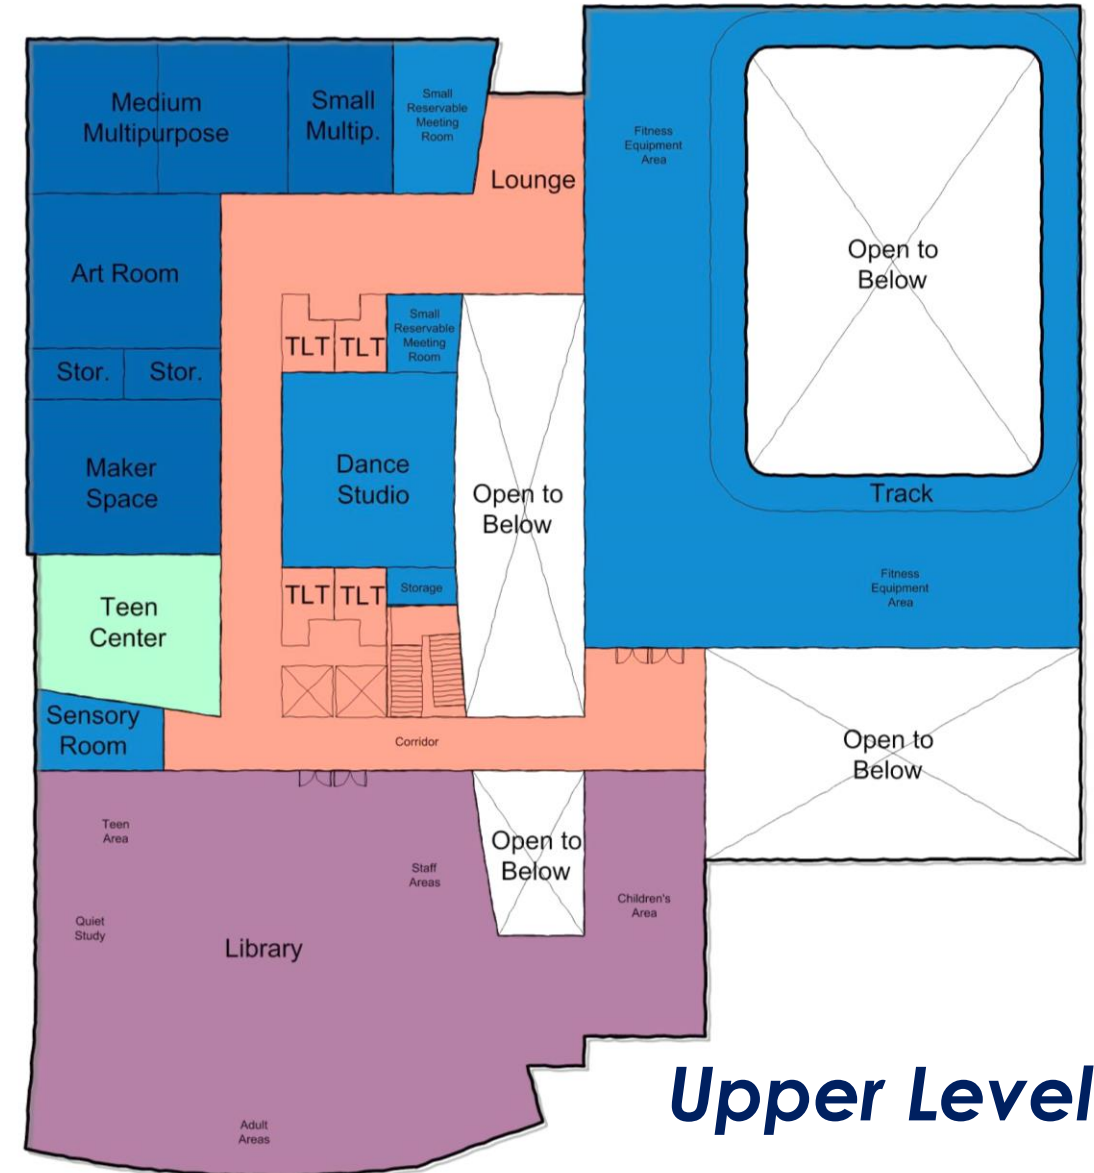 Medium
Multipurpose
Small
Multip.
Small
Reservable
Meeting
Room
Lounge
Fitness
Equipment
Area
Open to
Below
Art Room
Small
Reservable
Meeting
Room
TLT TLT
Stor. Stor.
Dance
Studio
Maker
Space
Open to
Below
Track
Fitness
Equipment
Area
TLT TLT
Storage
Teen
Center
Sensory
Room
Corridor
Open to
Below
Teen
Area
Open to
Below
Staff
Areas
Children's
Area
Quiet
Study
Library
Adult
Areas
Upper Level